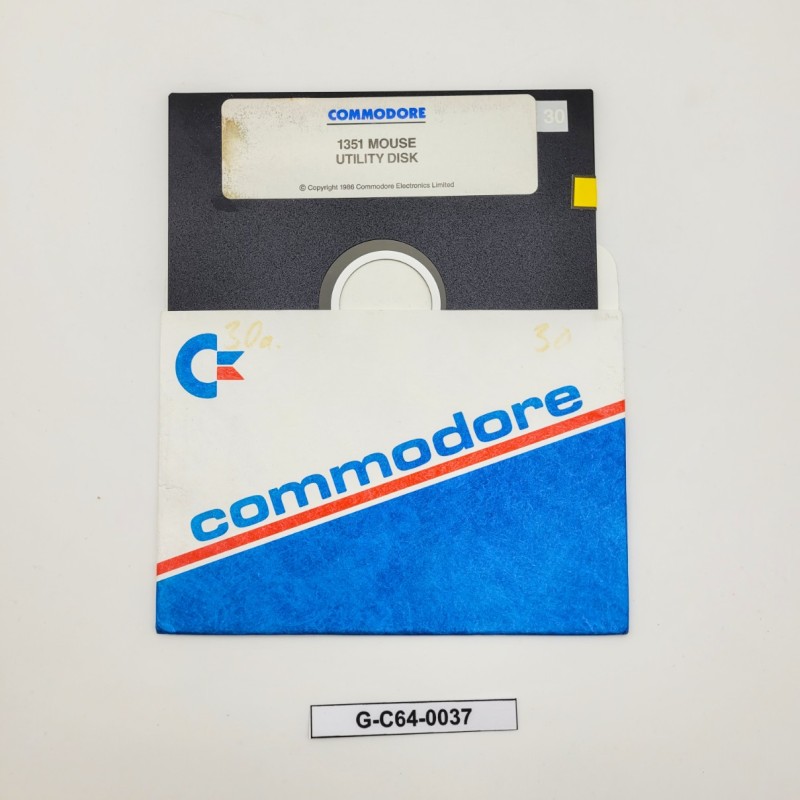 COMMODORE
30
1351 MOUSE
UTILITY DISK
© Copyright 1986 Commodore Electronics Limited
30a. 30
commodore
G-C64-0037